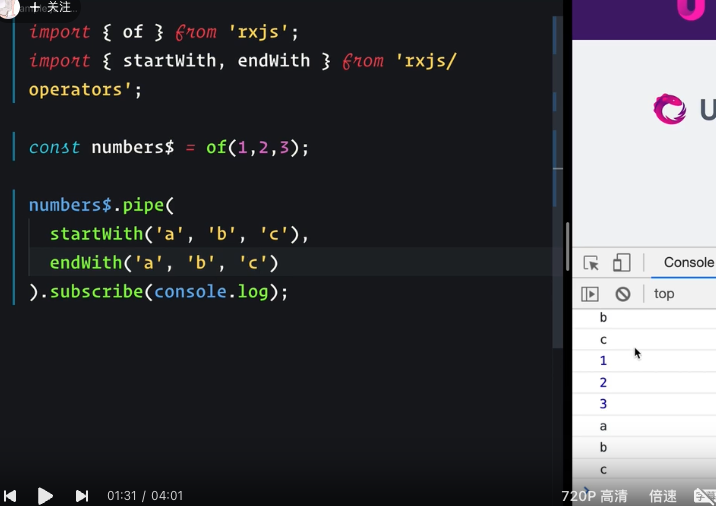 + 关注
import { of } from 'rxjs';
import { startWith, endWith } from 'rxjs/
operators';
const numbers$ = of(1,2,3);
numbers$.pipe(
startWith('a', 'b', 'c'),
endWith('a', 'b', 'c')
).subscribe(console.log);
U
Console
top
b
c
1
2
3
a
b
c
01:31 / 04:01
720P 高清
倍速